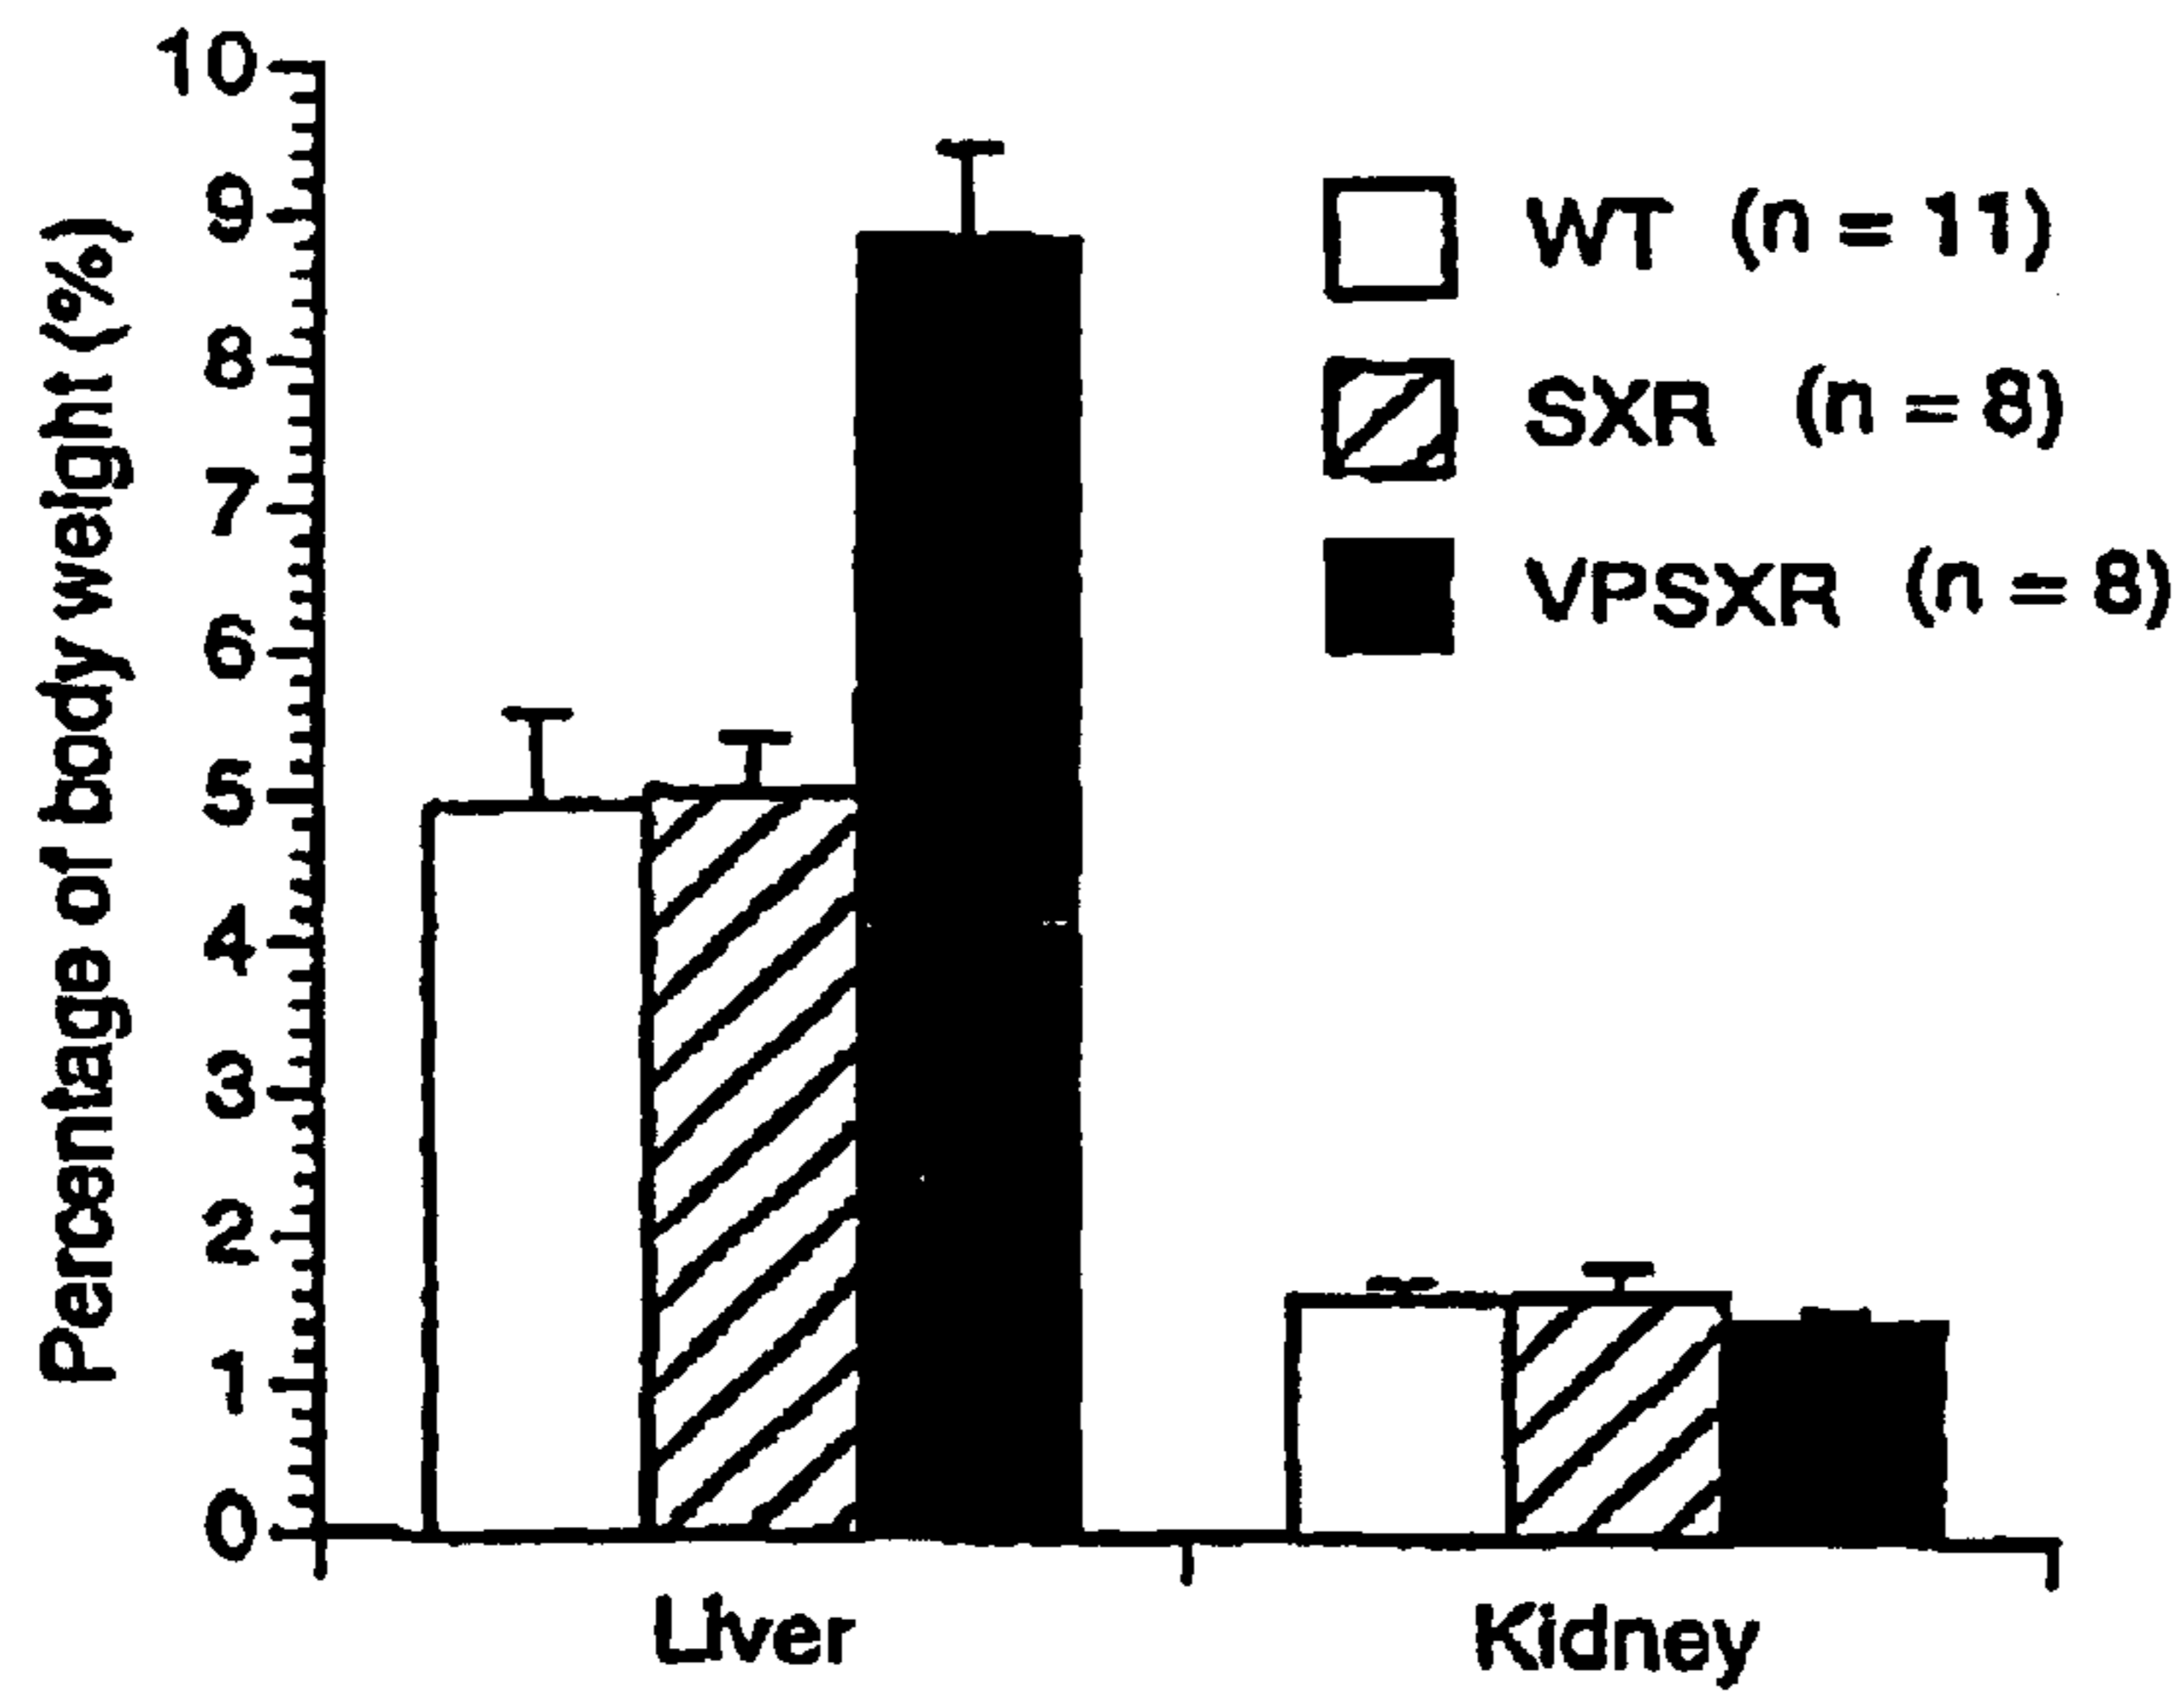 Percentage of body weight (%)
10
9
8
7
6
5
4
3
2
1
0
WT (n = 11)
SXR (n = 8)
VPSXR (n = 8)
Liver
Kidney